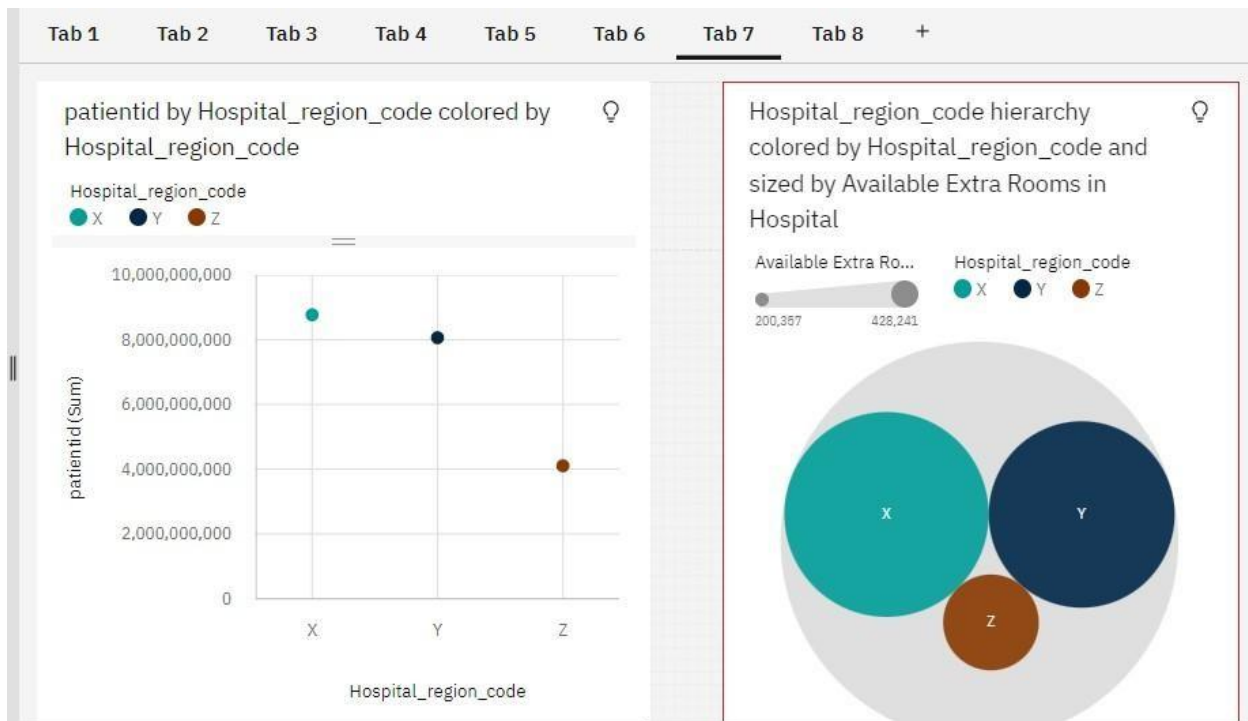 Tab 1 Tab 2 Tab 3 Tab 4 Tab 5 Tab 6 Tab 7 Tab 8 +
patientid by Hospital_region_code colored by
Hospital_region_code
Hospital_region_code
X Y Z
10,000,000,000
8,000,000,000
6,000,000,000
4,000,000,000
2,000,000,000
0
patientid (Sum)
X Y Z
Hospital_region_code
Hospital_region_code hierarchy
colored by Hospital_region_code and
sized by Available Extra Rooms in
Hospital
Available Extra Ro...
200,357 428,241
Hospital_region_code
X Y Z
X
Y
Z